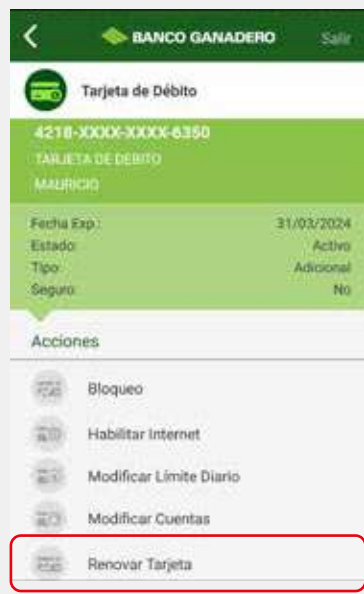 BANCO GANADERO
Salir
Tarjeta de Débito
4218-XXXX-XXXX-6350
TARJETA DE DEBITO
MAURICIO
Fecha Exp.: 31/03/2024
Estado: Activo
Tipo: Adicional
Seguro: No
Acciones
Bloqueo
Habilitar Internet
Modificar Límite Diario
Modificar Cuentas
Renovar Tarjeta